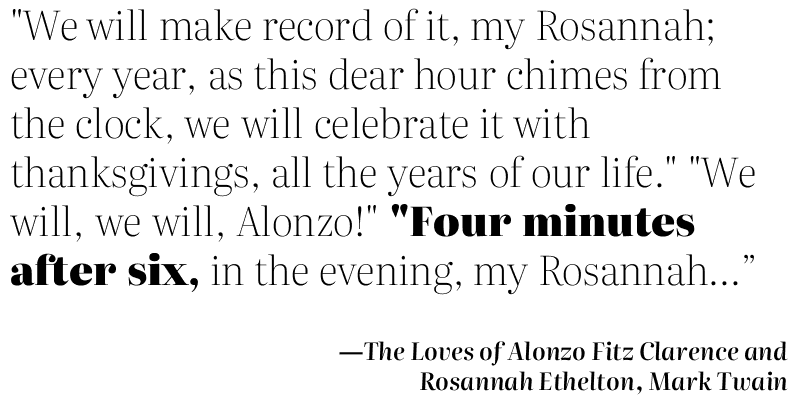 "We will make record of it, my Rosannah;
every year, as this dear hour chimes from
the clock, we will celebrate it with
thanksgivings, all the years of our life." "We
will, we will, Alonzo!" "Four minutes
after six, in the evening, my Rosannah...”
—The Loves of Alonzo Fitz Clarence and
Rosannah Ethelton, Mark Twain